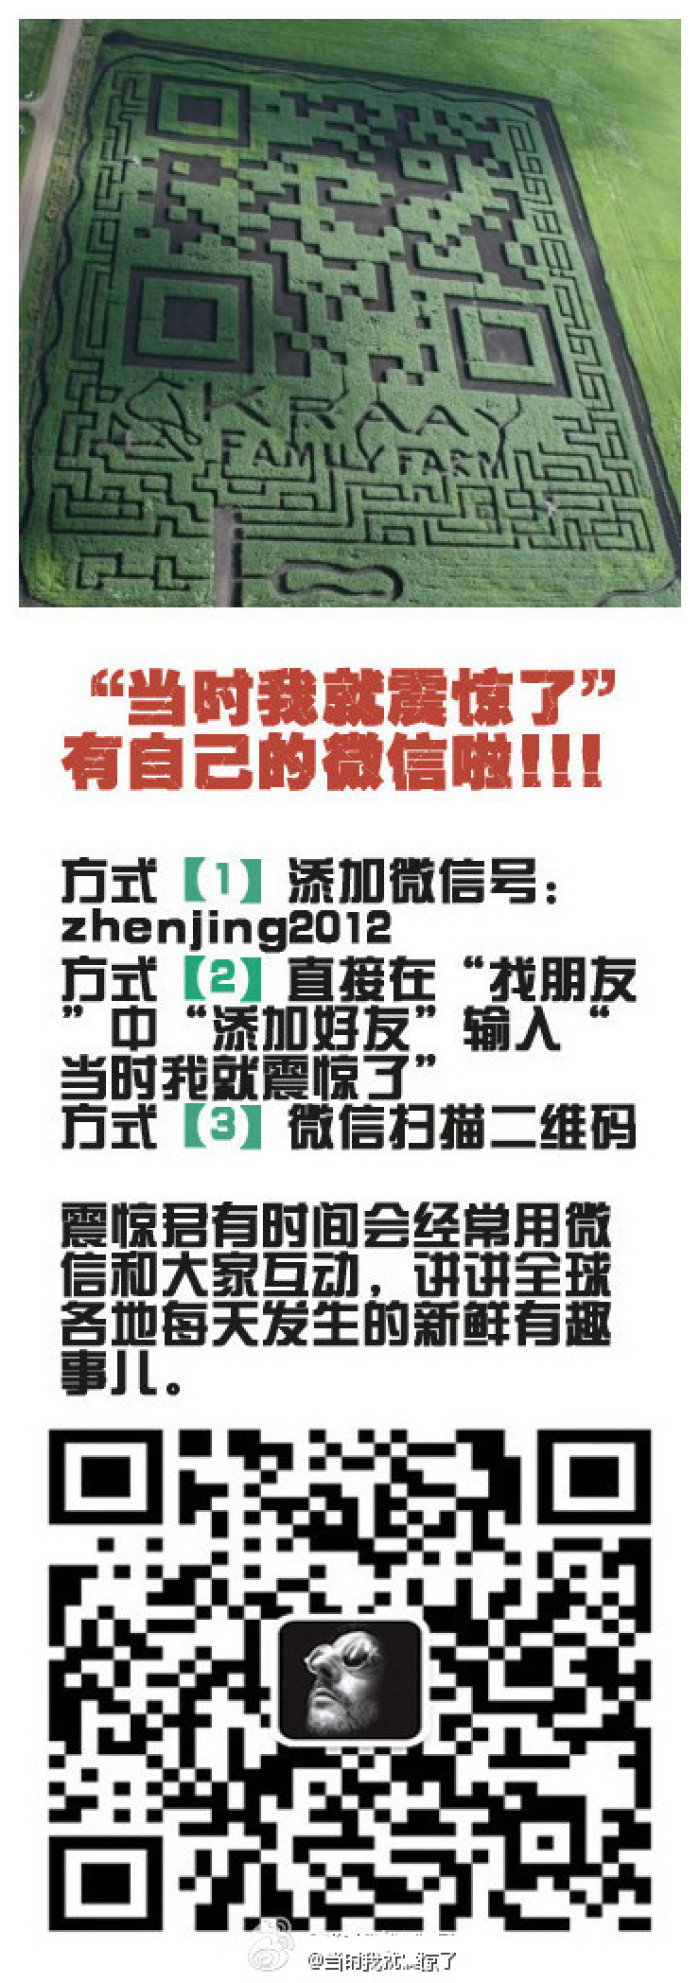 KRAAY
FAMILY FARM
“当时我就震惊了”
有自己的微信啦!!!
方式【1】添加微信号：
zhenjing2012
方式【2】直接在“找朋友
”中“添加好友”输入“
当时我就震惊了”
方式【3】微信扫描二维码
震惊君有时间会经常用微
信和大家互动，讲讲全球
各地每天发生的新鲜有趣
事儿。
@当时我就震惊了